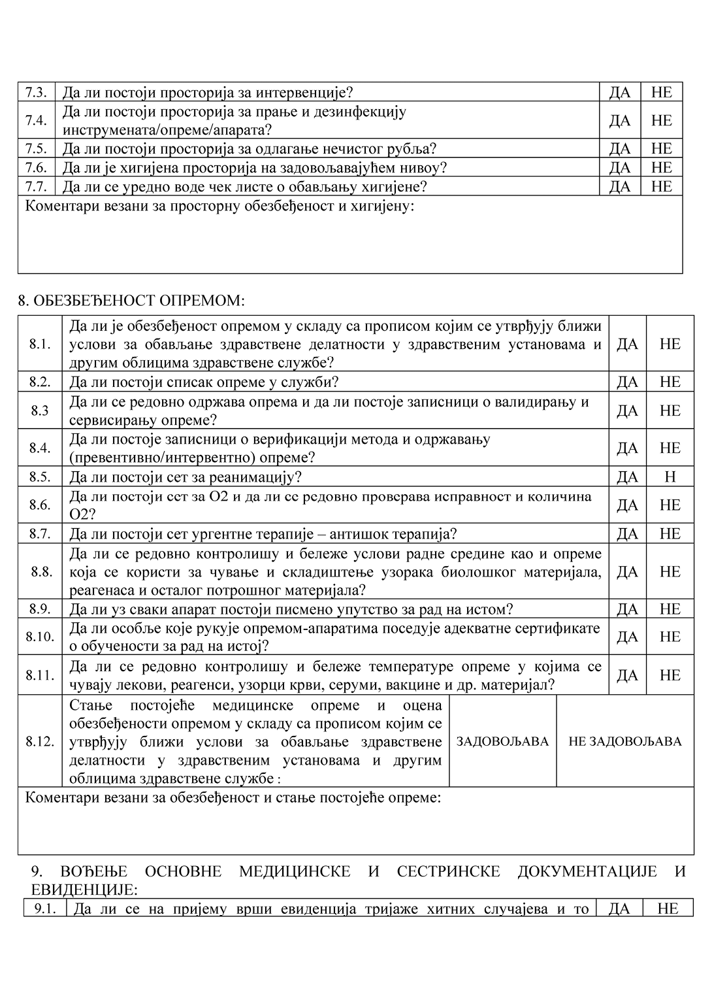 7.3. Да ли постоји просторија за интервенције? ДА НЕ
7.4. Да ли постоји просторија за прање и дезинфекцију
инструмената/опреме/апарата? ДА НЕ
7.5. Да ли постоји просторија за одлагање нечистог рубља? ДА НЕ
7.6. Да ли је хигијена просторија на задовољавајућем нивоу? ДА НЕ
7.7. Да ли се уредно воде чек листе о обављању хигијене? ДА НЕ
Коментари везани за просторну обезбеђеност и хигијену:
8. ОБЕЗБЕЂЕНОСТ ОПРЕМОМ:
Да ли је обезбеђеност опремом у складу са прописом којим се утврђују ближи
8.1. услови за обављање здравствене делатности у здравственим установама и ДА НЕ
другим облицима здравствене службе?
8.2. Да ли постоји списак опреме у служби? ДА НЕ
8.3 Да ли се редовно одржава опрема и да ли постоје записници о валидирању и
сервисирању опреме? ДА НЕ
8.4. Да ли постоје записници о верификацији метода и одржавању
(превентивно/интервентно) опреме? ДА НЕ
8.5. Да ли постоји сет за реанимацију? ДА Н
8.6. Да ли постоји сет за О2 и да ли се редовно проверава исправност и количина
О2? ДА НЕ
8.7. Да ли постоји сет ургентне терапије – антишок терапија? ДА НЕ
Да ли се редовно контролишу и бележе услови радне средине као и опреме
8.8. која се користи за чување и складиштење узорака биолошког материјала, ДА НЕ
реагенаса и осталог потрошног материјала?
8.9. Да ли уз сваки апарат постоји писмено упутство за рад на истом? ДА НЕ
8.10. Да ли особље које рукује опремом-апаратима поседује адекватне сертификате
о обучености за рад на истој? ДА НЕ
8.11. Да ли се редовно контролишу и бележе температуре опреме у којима се
чувају лекови, реагенси, узорци крви, серуми, вакцине и др. материјал? ДА НЕ
Стање постојеће медицинске опреме и оцена
обезбеђености опремом у складу са прописом којим се
8.12. утврђују ближи услови за обављање здравствене ЗАДОВОЉАВА НЕ ЗАДОВОЉАВА
делатности у здравственим установама и другим
облицима здравствене службе :
Коментари везани за обезбеђеност и стање постојеће опреме:
9. ВОЂЕЊЕ ОСНОВНЕ МЕДИЦИНСКЕ И СЕСТРИНСКЕ ДОКУМЕНТАЦИЈЕ И
ЕВИДЕНЦИЈЕ:
9.1. Да ли се на пријему врши евиденција тријаже хитних случајева и то ДА НЕ